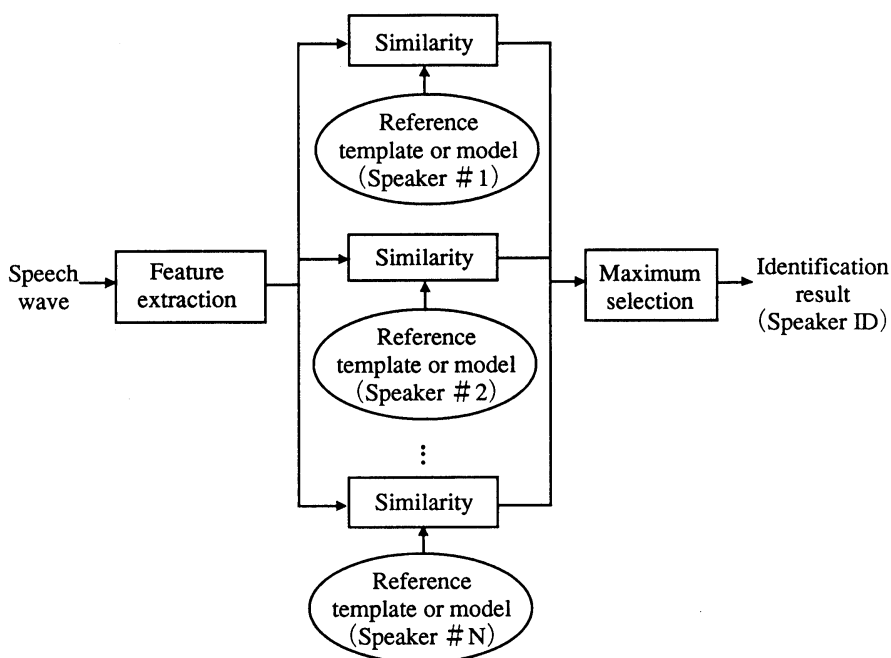 Similarity
Reference
template or model
(Speaker #1)
Speech
wave
Feature
extraction
Similarity
Reference
template or model
(Speaker #2)
Maximum
selection
Identification
result
(Speaker ID)
⋮
Similarity
Reference
template or model
(Speaker #N)